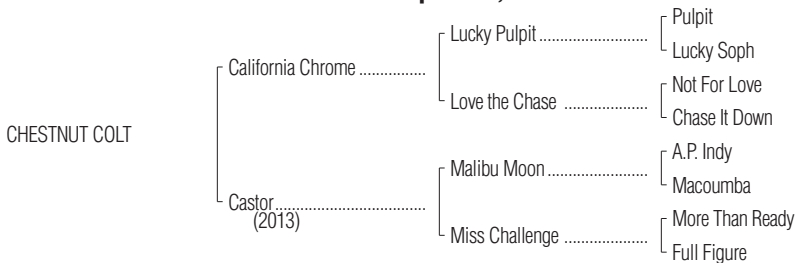 Pulpit
Lucky Pulpit
Lucky Soph
California Chrome
Not For Love
Love the Chase
Chase It Down
CHESTNUT COLT
A.P. Indy
Malibu Moon
Macoumba
Castor
(2013)
More Than Ready
Miss Challenge
Full Figure